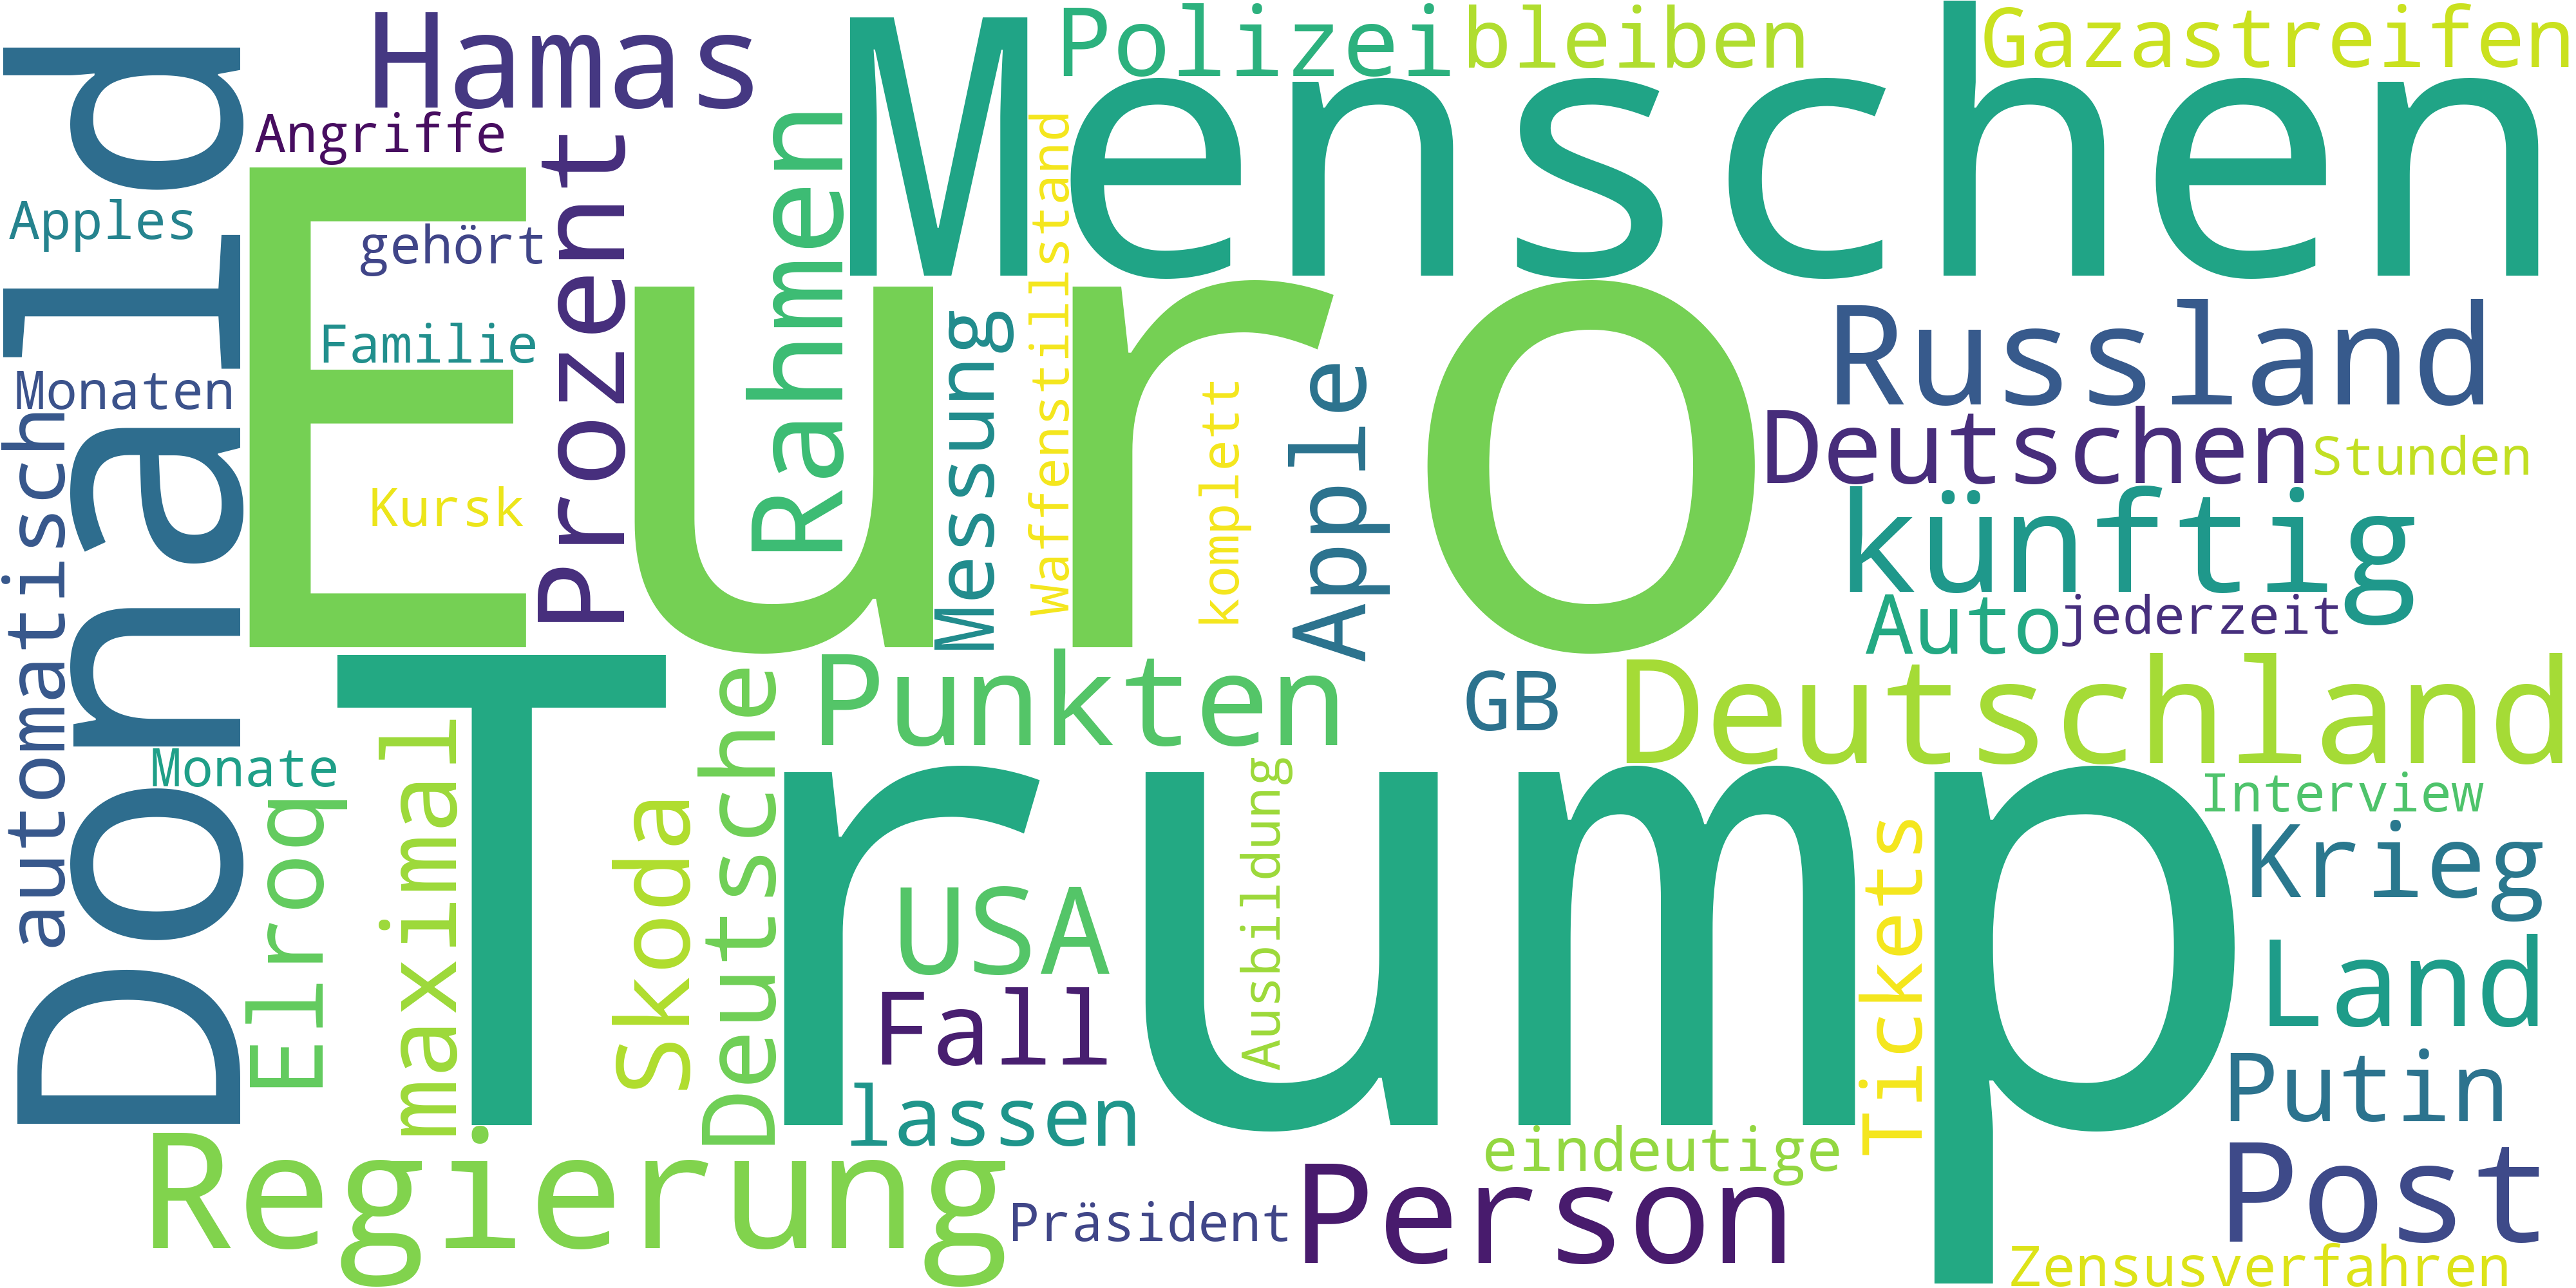 Hamas
Polizei
bleiben
Gazastreifen
Menschen
Donald
Angriffe
Apples
gehört
Prozent
Rahmen
Waffenstillstand
Euro
Familie
Messung
Russland
Monaten
Apple
komplett
Deutschen
Stunden
automatisch
Kursk
künftig
Auto
jederzeit
Trump
Punkten
GB
Deutschland
Monate
maximal
Deutsche
Ausbildung
Interview
Elroq
Skoda
USA
Tickets
Krieg
Land
Fall
lassen
Putin
Regierung
eindeutige
Post
Person
Präsident
Zensusverfahren